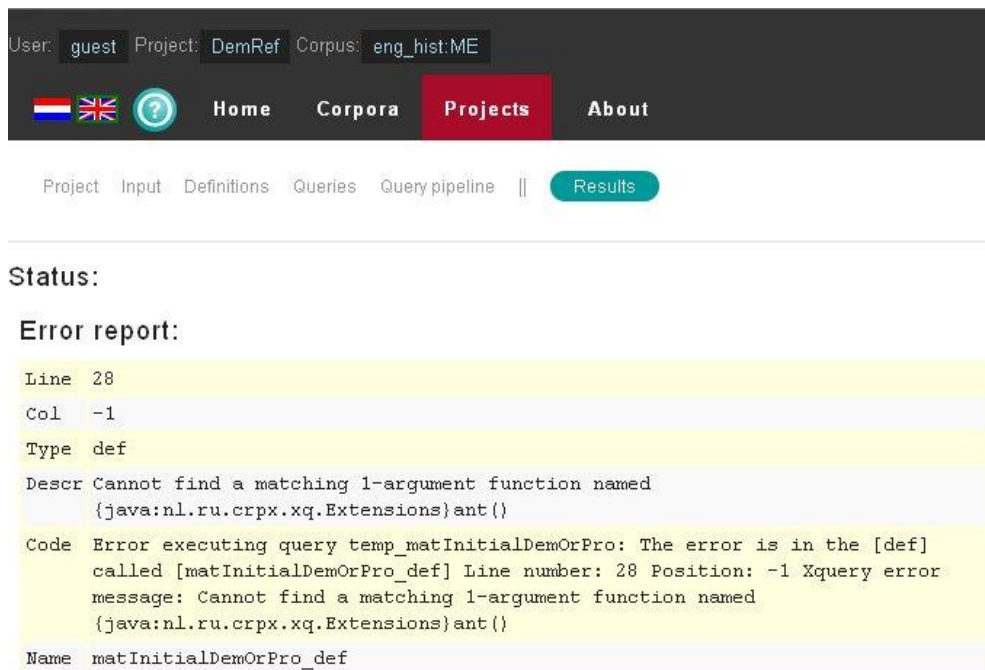 User: guest Project: DemRef Corpus: eng_hist:ME
? Home Corpora Projects About
Project Input Definitions Queries Query pipeline || Results
Status:
Error report:
Line 28
Col -1
Type def
Descr Cannot find a matching 1-argument function named
{java:nl.ru.crpx.xq.Extensions}ant()
Code Error executing query temp_matInitialDemOrPro: The error is in the [def]
called [matInitialDemOrPro_def] Line number: 28 Position: -1 Xquery error
message: Cannot find a matching 1-argument function named
{java:nl.ru.crpx.xq.Extensions}ant()
Name matInitialDemOrPro_def